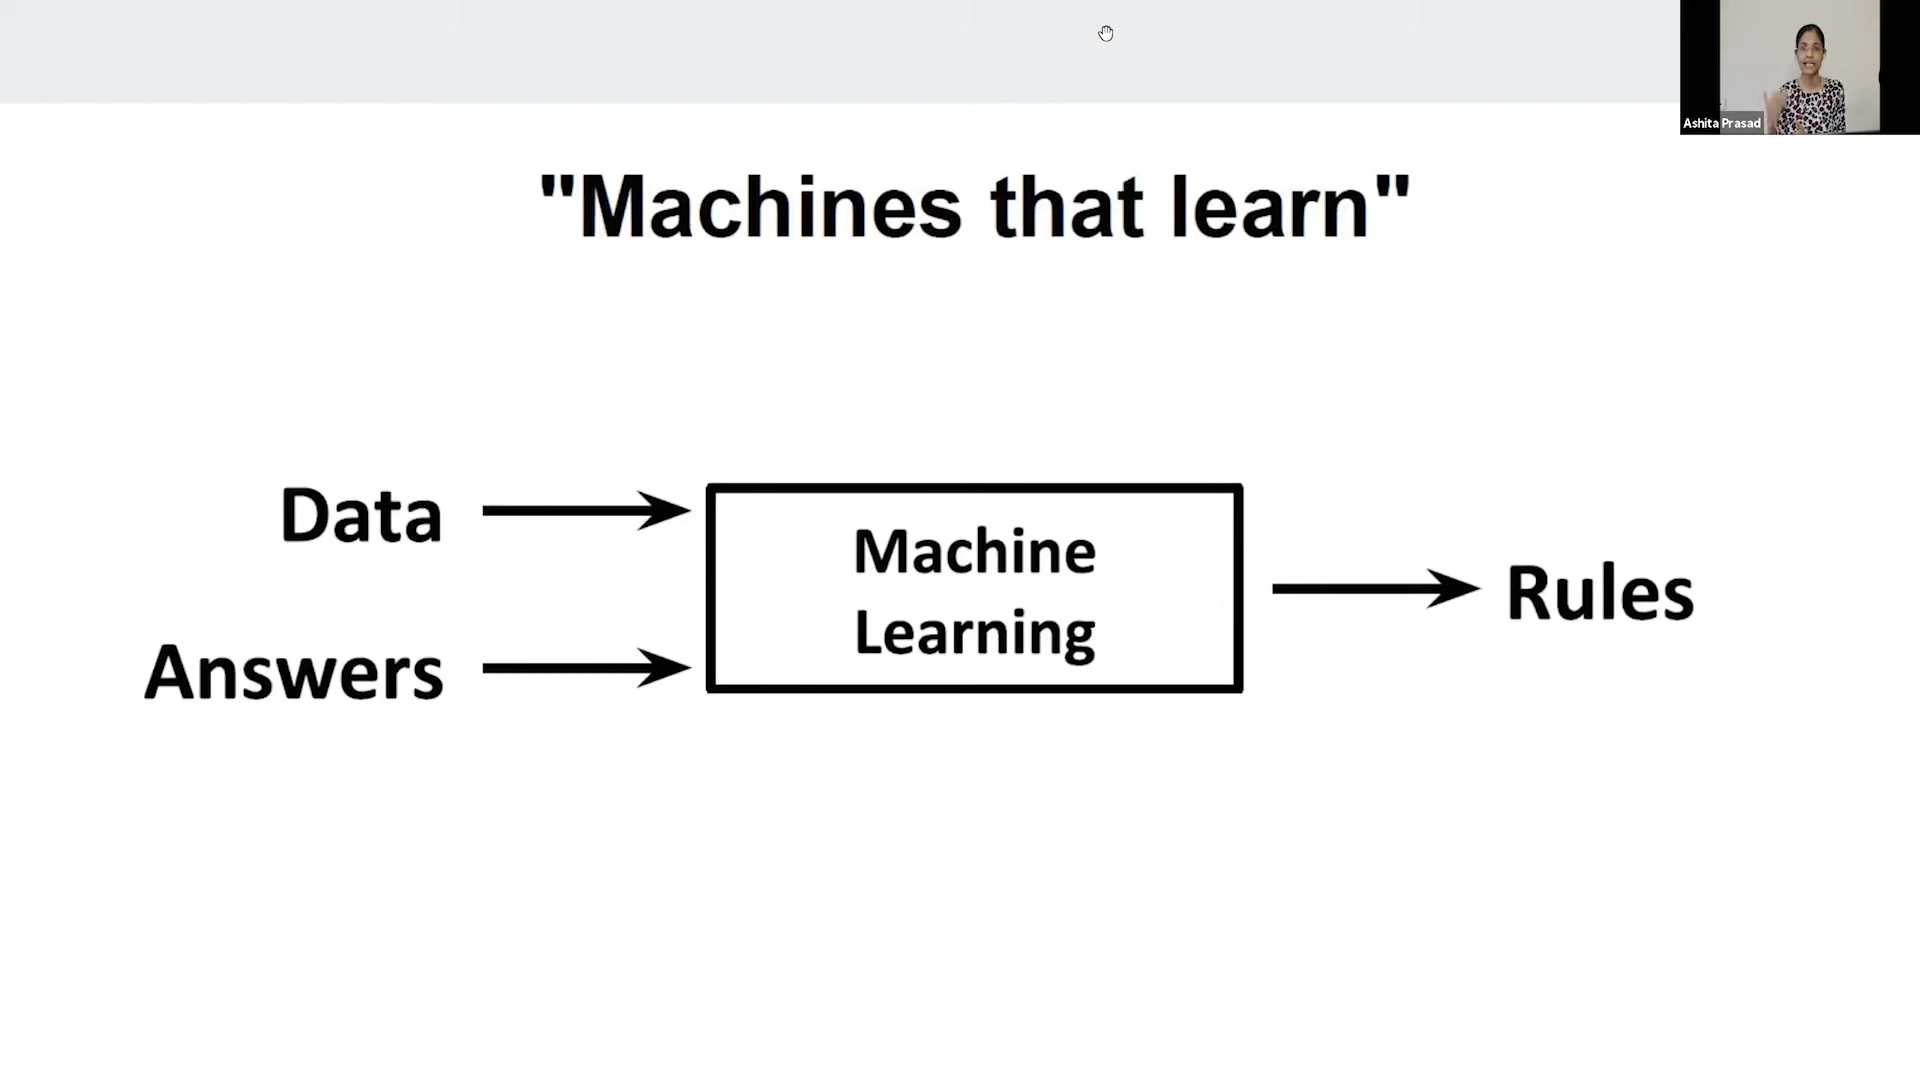 Ashita Prasad
"Machines that learn"
Data
Answers
Machine
Learning
Rules